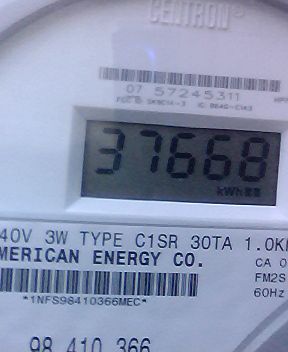 CENTRON®
07 57245311
37668
kWh
40V 3W TYPE C1SR 30TA 1.0K
MERICAN ENERGY CO.
CA 0
FM2S
*1NFS98410366MEC*
60Hz
98 410 366